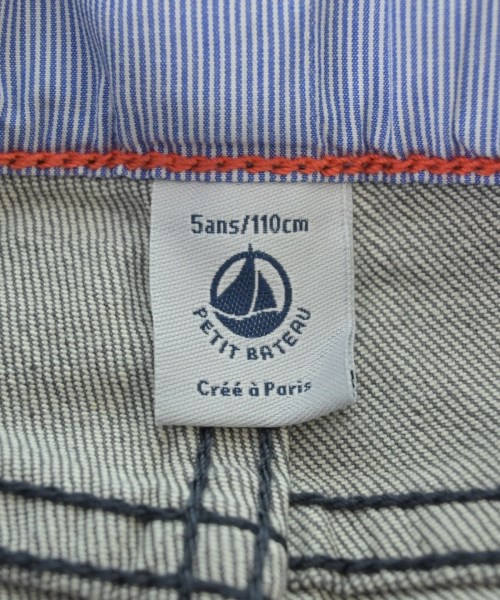 5ans/110cm
PETIT BATEAU
Créé à Paris